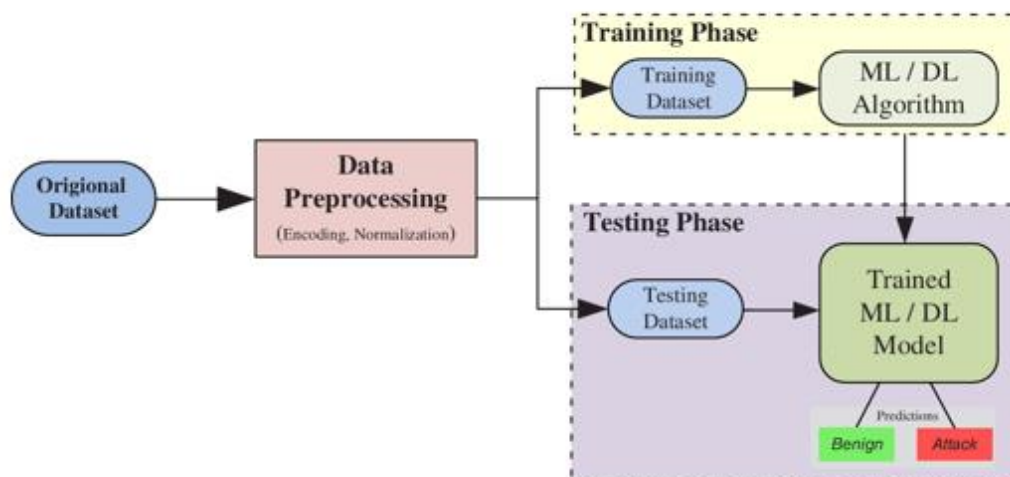 Origional
Dataset
Data
Preprocessing
(Encoding, Normalization)
Training Phase
Training
Dataset
ML / DL
Algorithm
Testing Phase
Testing
Dataset
Trained
ML / DL
Model
Predictions
Benign
Attack